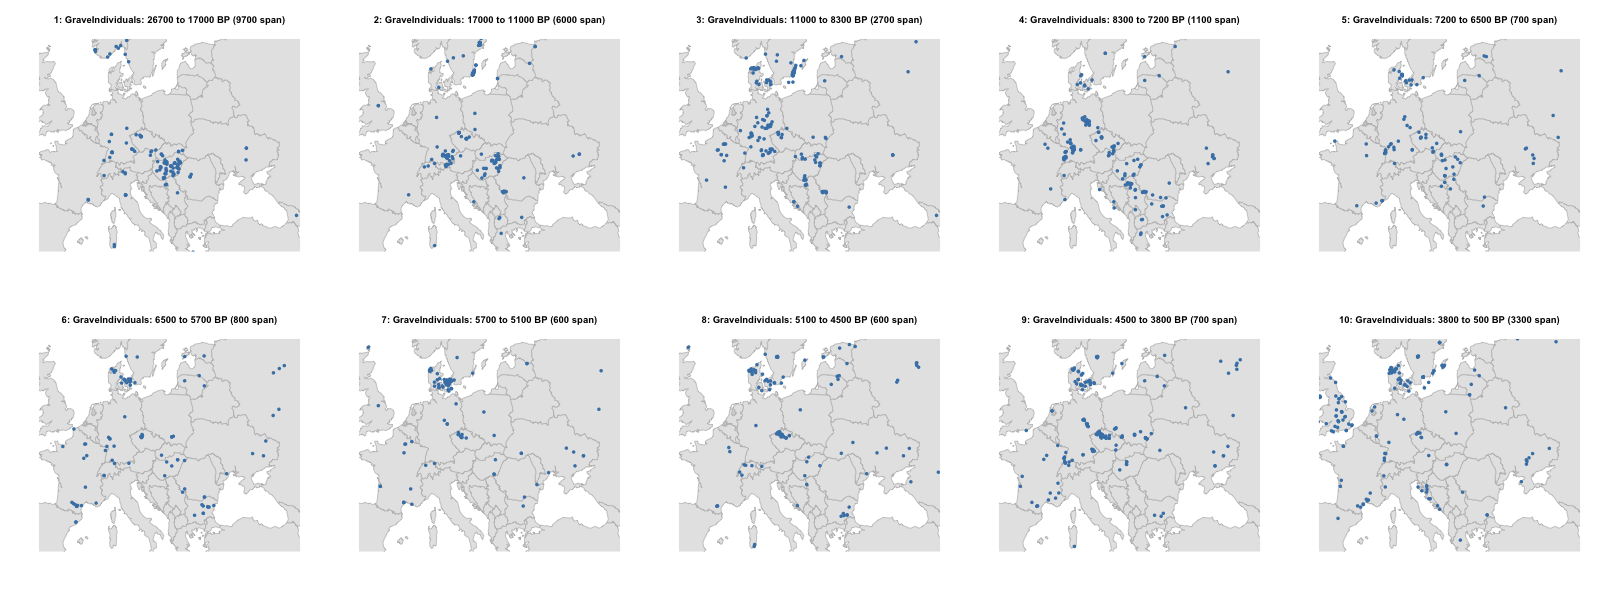 1: GraveIndividuals: 26700 to 17000 BP (9700 span)
2: GraveIndividuals: 17000 to 11000 BP (6000 span)
3: GraveIndividuals: 11000 to 8300 BP (2700 span)
4: GraveIndividuals: 8300 to 7200 BP (1100 span)
5: GraveIndividuals: 7200 to 6500 BP (700 span)
6: GraveIndividuals: 6500 to 5700 BP (800 span)
7: GraveIndividuals: 5700 to 5100 BP (600 span)
8: GraveIndividuals: 5100 to 4500 BP (600 span)
9: GraveIndividuals: 4500 to 3800 BP (700 span)
10: GraveIndividuals: 3800 to 500 BP (3300 span)